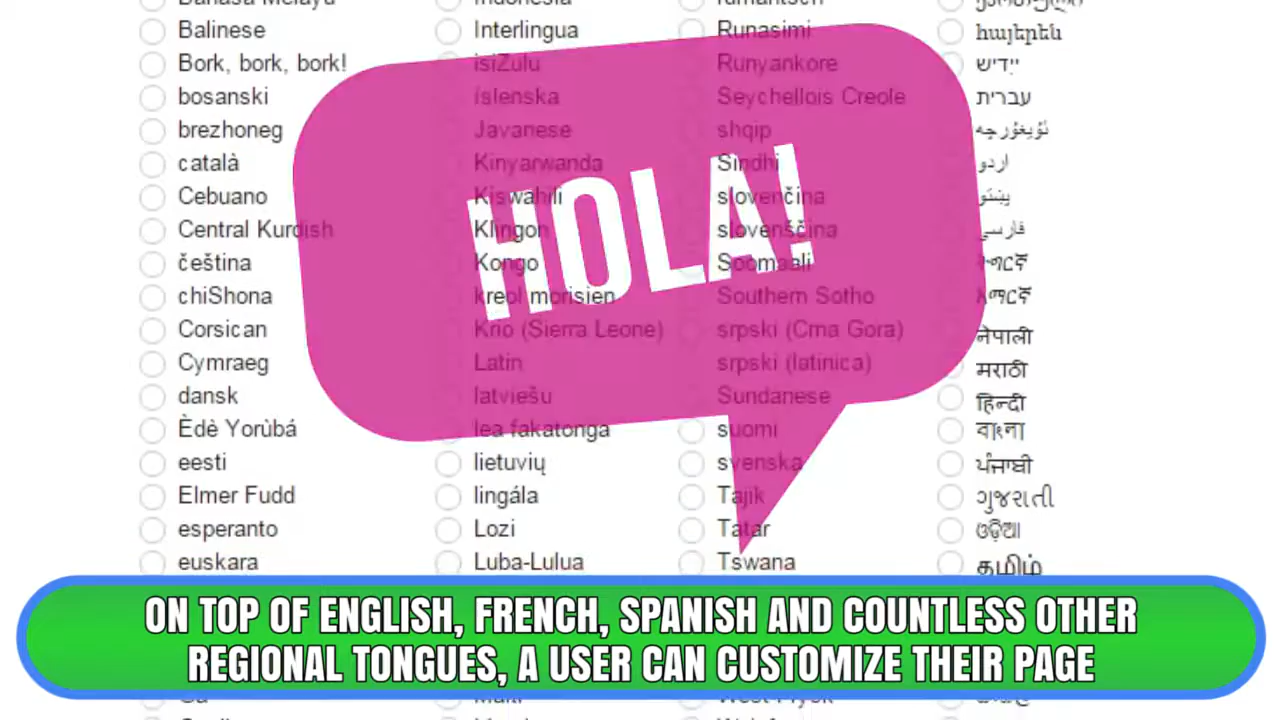 Balinese
Bork, bork, bork!
bosanski
brezhoneg
català
Cebuano
Central Kurdish
čeština
chiShona
Corsican
Cymraeg
dansk
Èdè Yorùbá
eesti
Elmer Fudd
esperanto
euskara
Interlingua
isiZulu
íslenska
Javanese
Kinyarwanda
Kiswahili
Klingon
Kongo
kreol morisien
Krio (Sierra Leone)
Latin
latviešu
lea fakatonga
lietuvių
lingála
Lozi
Luba-Lulua
Runasimi
Runyankore
Seychellois Creole
shqip
Sindhi
slovenčina
slovenščina
Soomaali
Southern Sotho
srpski (Crna Gora)
srpski (latinica)
Sundanese
suomi
svenska
Tajik
Tatar
Tswana
հայերեն
ייִדיש
עברית
ئۇيغۇرچە
اردو
پښتو
فارسی
ትግርኛ
አማርኛ
नेपाली
मराठी
हिन्दी
বাংলা
ਪੰਜਾਬੀ
ગુજરાતી
ଓଡ଼ିଆ
தமிழ்
HOLA!
ON TOP OF ENGLISH, FRENCH, SPANISH AND COUNTLESS OTHER
REGIONAL TONGUES, A USER CAN CUSTOMIZE THEIR PAGE